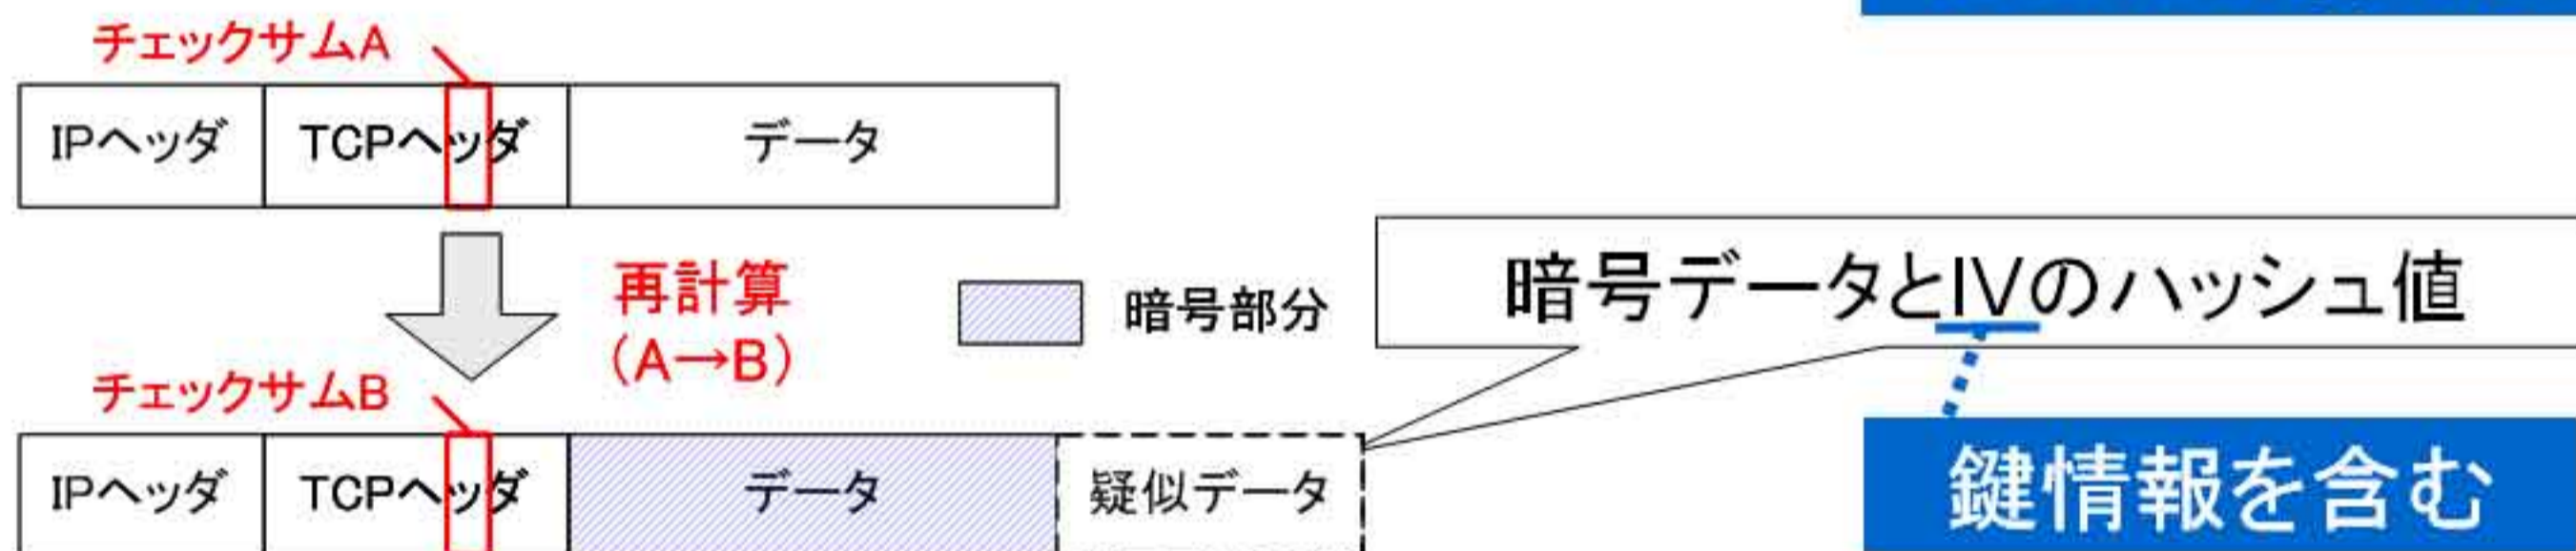 チェックサムA
IPヘッダ
TCPヘッダ
データ
再計算
(A→B)
暗号部分
暗号データとIVのハッシュ値
チェックサムB
IPヘッダ
TCPヘッダ
データ
疑似データ
鍵情報を含む